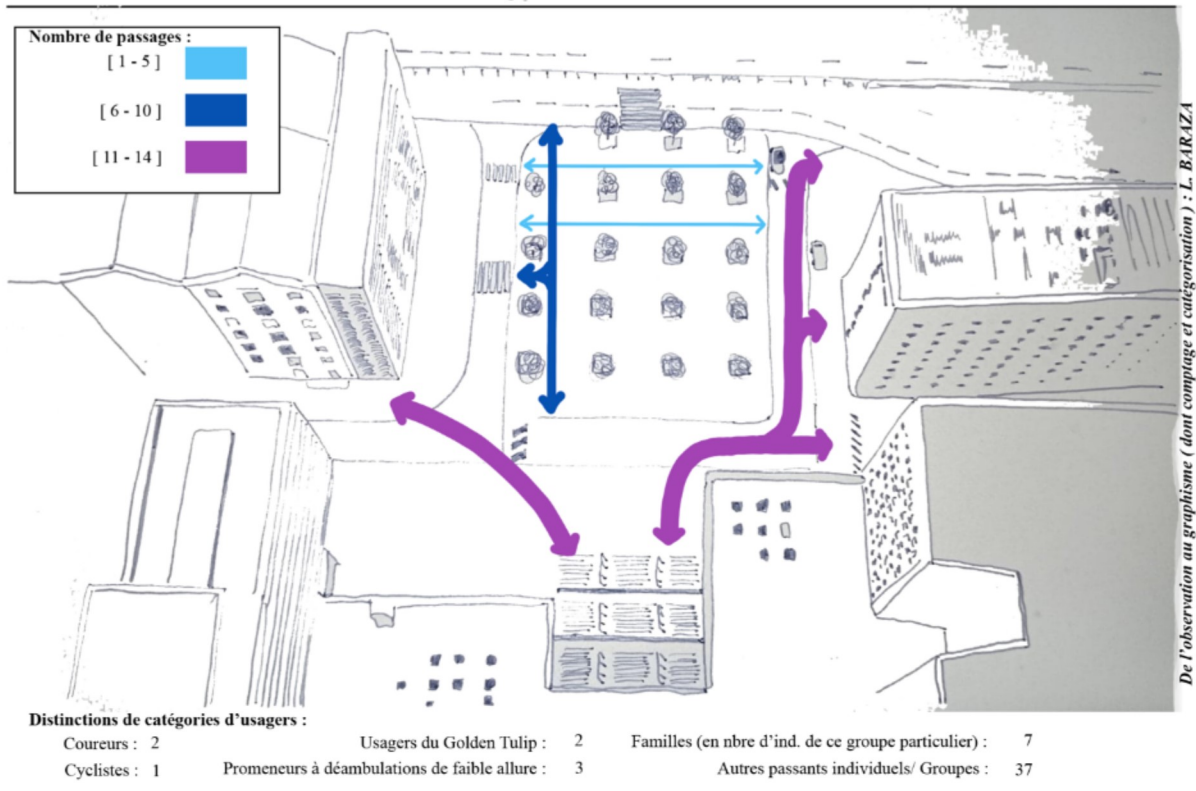 Nombre de passages :
[ 1 - 5 ]
[ 6 - 10 ]
[ 11 - 14 ]
De l'observation au graphisme ( dont comptage et catégorisation ) : L. BARAZA
Distinctions de catégories d'usagers :
Coureurs : 2
Usagers du Golden Tulip : 2
Familles (en nbre d'ind. de ce groupe particulier) : 7
Cyclistes : 1
Promeneurs à déambulations de faible allure : 3
Autres passants individuels/ Groupes : 37